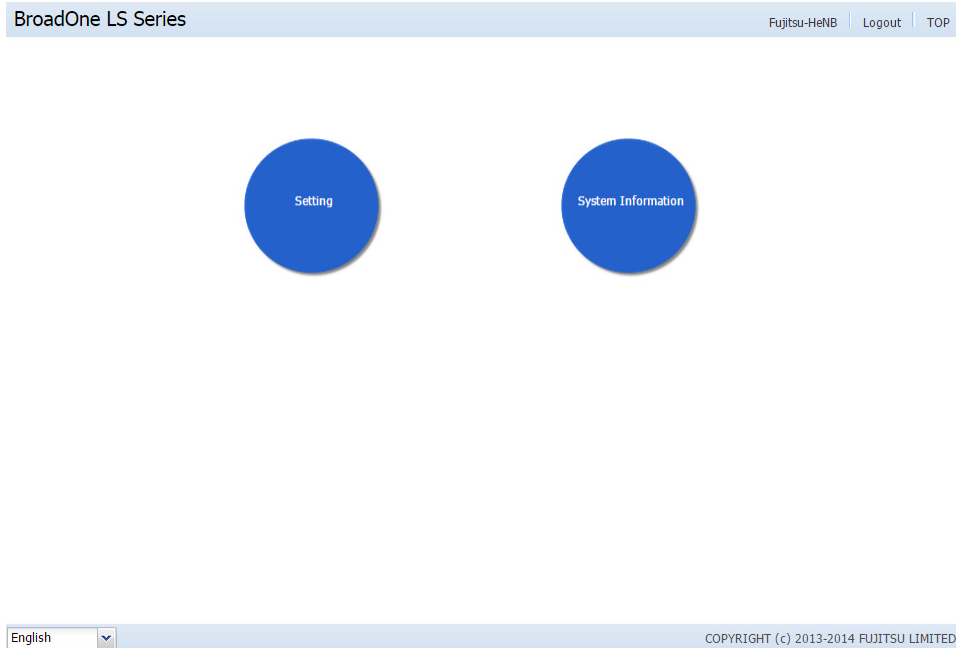 BroadOne LS Series
Fujitsu-HeNB Logout TOP
Setting
System Information
English
COPYRIGHT (c) 2013-2014 FUJITSU LIMITED